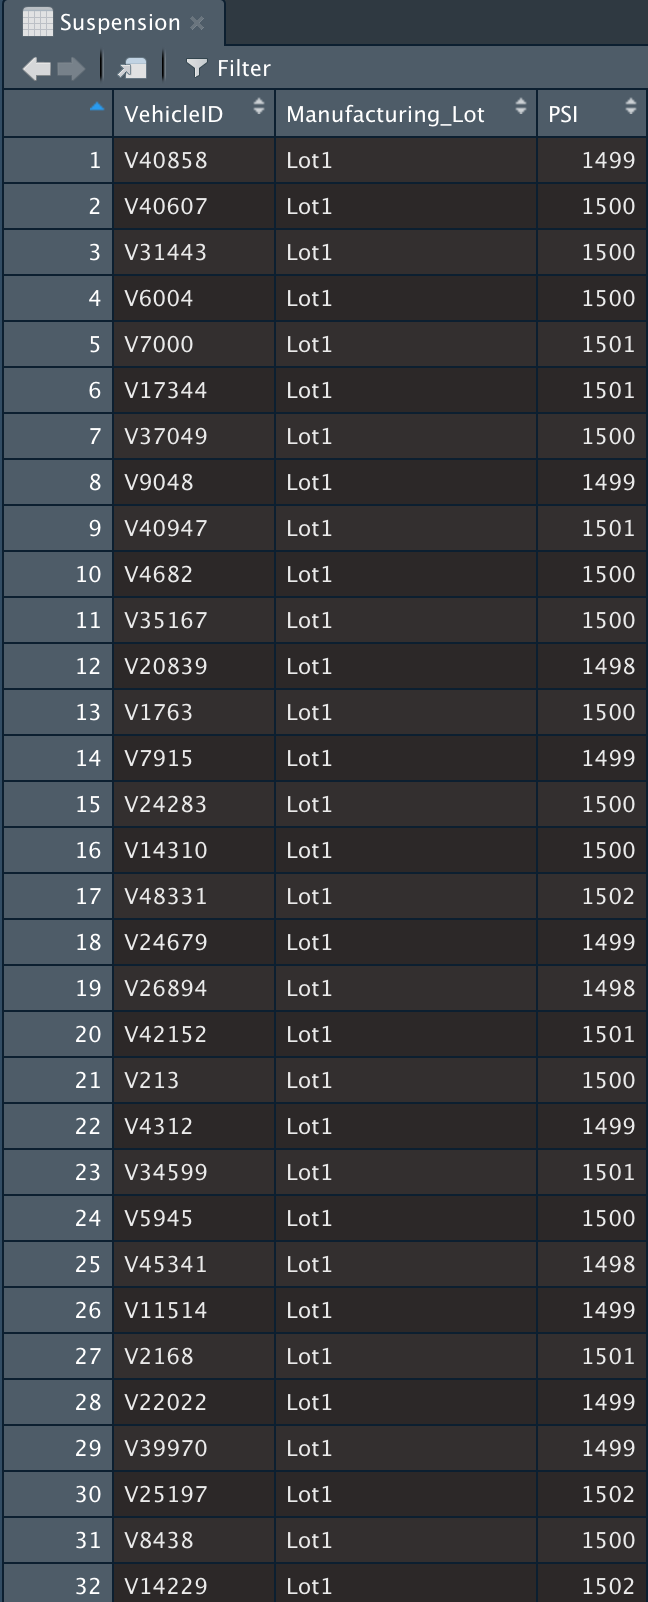 Suspension
Filter
VehicleID Manufacturing_Lot PSI
1 V40858 Lot1 1499
2 V40607 Lot1 1500
3 V31443 Lot1 1500
4 V6004 Lot1 1500
5 V7000 Lot1 1501
6 V17344 Lot1 1501
7 V37049 Lot1 1500
8 V9048 Lot1 1499
9 V40947 Lot1 1501
10 V4682 Lot1 1500
11 V35167 Lot1 1500
12 V20839 Lot1 1498
13 V1763 Lot1 1500
14 V7915 Lot1 1499
15 V24283 Lot1 1500
16 V14310 Lot1 1500
17 V48331 Lot1 1502
18 V24679 Lot1 1499
19 V26894 Lot1 1498
20 V42152 Lot1 1501
21 V213 Lot1 1500
22 V4312 Lot1 1499
23 V34599 Lot1 1501
24 V5945 Lot1 1500
25 V45341 Lot1 1498
26 V11514 Lot1 1499
27 V2168 Lot1 1501
28 V22022 Lot1 1499
29 V39970 Lot1 1499
30 V25197 Lot1 1502
31 V8438 Lot1 1500
32 V14229 Lot1 1502